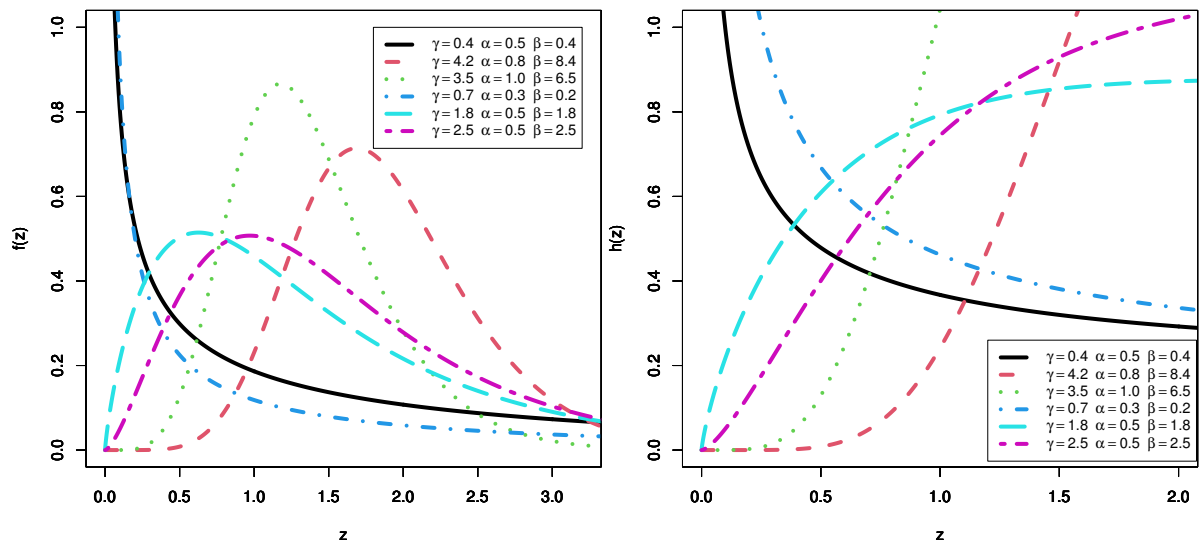 f(z)
1.0
0.8
0.6
0.4
0.2
0.0
γ = 0.4 α = 0.5 β = 0.4
γ = 4.2 α = 0.8 β = 8.4
γ = 3.5 α = 1.0 β = 6.5
γ = 0.7 α = 0.3 β = 0.2
γ = 1.8 α = 0.5 β = 1.8
γ = 2.5 α = 0.5 β = 2.5
0.0 0.5 1.0 1.5 2.0 2.5 3.0
z
h(z)
1.0
0.8
0.6
0.4
0.2
0.0
γ = 0.4 α = 0.5 β = 0.4
γ = 4.2 α = 0.8 β = 8.4
γ = 3.5 α = 1.0 β = 6.5
γ = 0.7 α = 0.3 β = 0.2
γ = 1.8 α = 0.5 β = 1.8
γ = 2.5 α = 0.5 β = 2.5
0.0 0.5 1.0 1.5 2.0
z